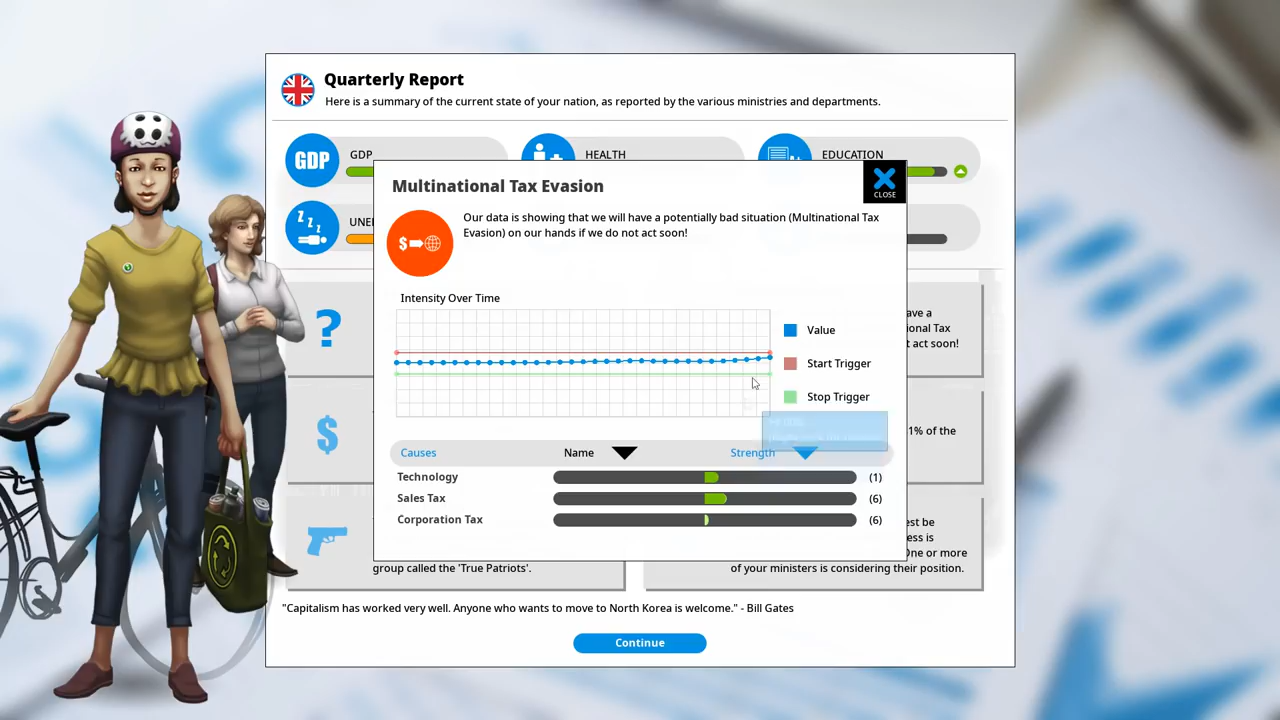 Quarterly Report
Here is a summary of the current state of your nation, as reported by the various ministries and departments.
GDP
GDP
HEALTH
EDUCATION
Multinational Tax Evasion
CLOSE
Our data is showing that we will have a potentially bad situation (Multinational Tax
Evasion) on our hands if we do not act soon!
Z Z Z
$
Intensity Over Time
Value
Start Trigger
Stop Trigger
?
$
ave a
onal Tax
act soon!
1% of the
Causes
Name
Strength
Technology
(1)
Sales Tax
(6)
Corporation Tax
(6)
est be
ess is
One or more
group called the 'True Patriots'.
of your ministers is considering their position.
"Capitalism has worked very well. Anyone who wants to move to North Korea is welcome." - Bill Gates
Continue